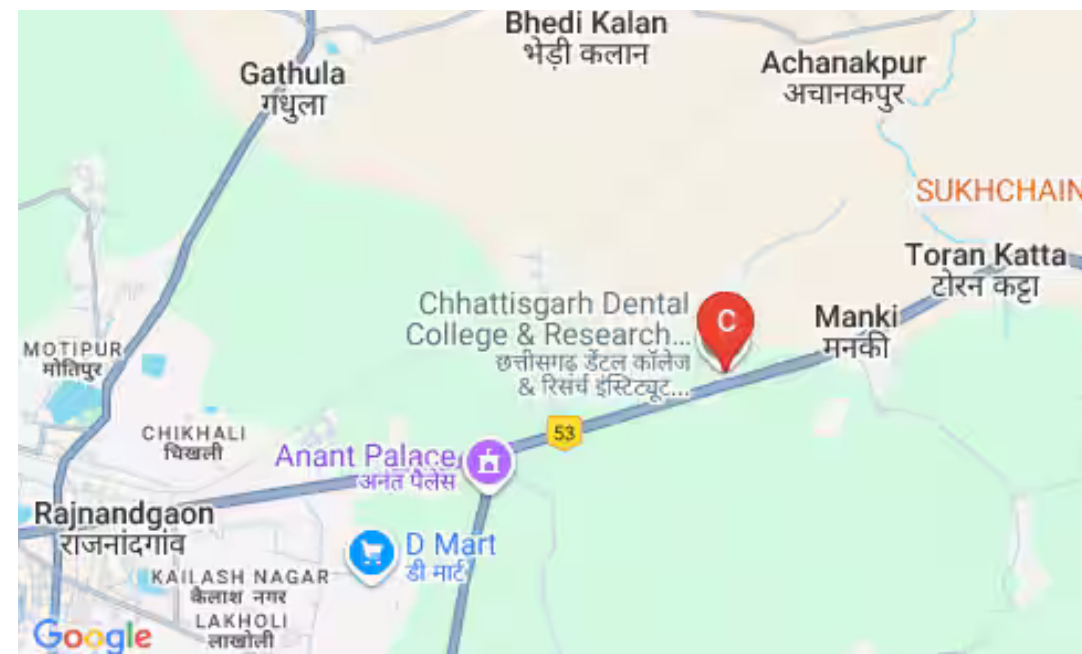 Bhedi Kalan
भेड़ी कलान
Gathula
गंधुला
Achanakpur
अचानकपुर
SUKHCHAIN
Toran Katta
टोरन कट्टा
Chhattisgarh Dental
College & Research...
छत्तीसगढ़ डेंटल कॉलेज
& रिसर्च इंस्टिट्यूट...
C
Manki
मनकी
MOTIPUR
मोतिपुर
53
CHIKHALI
चिखली
Anant Palace
अनंत पैलेस
Rajnandgaon
राजनांदगांव
D Mart
डी मार्ट
KAILASH NAGAR
कैलाश नगर
LAKHOLI
लाखोली
Google